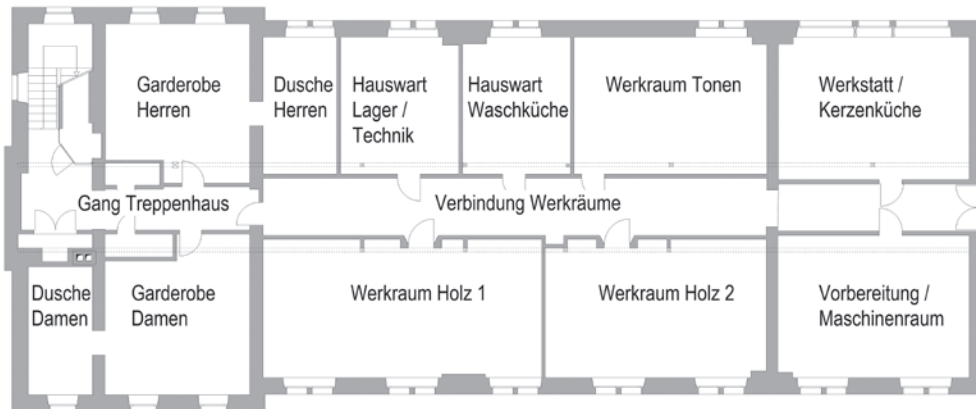 Garderobe
Herren
Dusche
Herren
Hauswart
Lager /
Technik
Hauswart
Waschküche
Werkraum Tonen
Werkstatt /
Kerzenküche
Gang Treppenhaus
Verbindung Werkräume
Dusche
Damen
Garderobe
Damen
Werkraum Holz 1
Werkraum Holz 2
Vorbereitung /
Maschinenraum